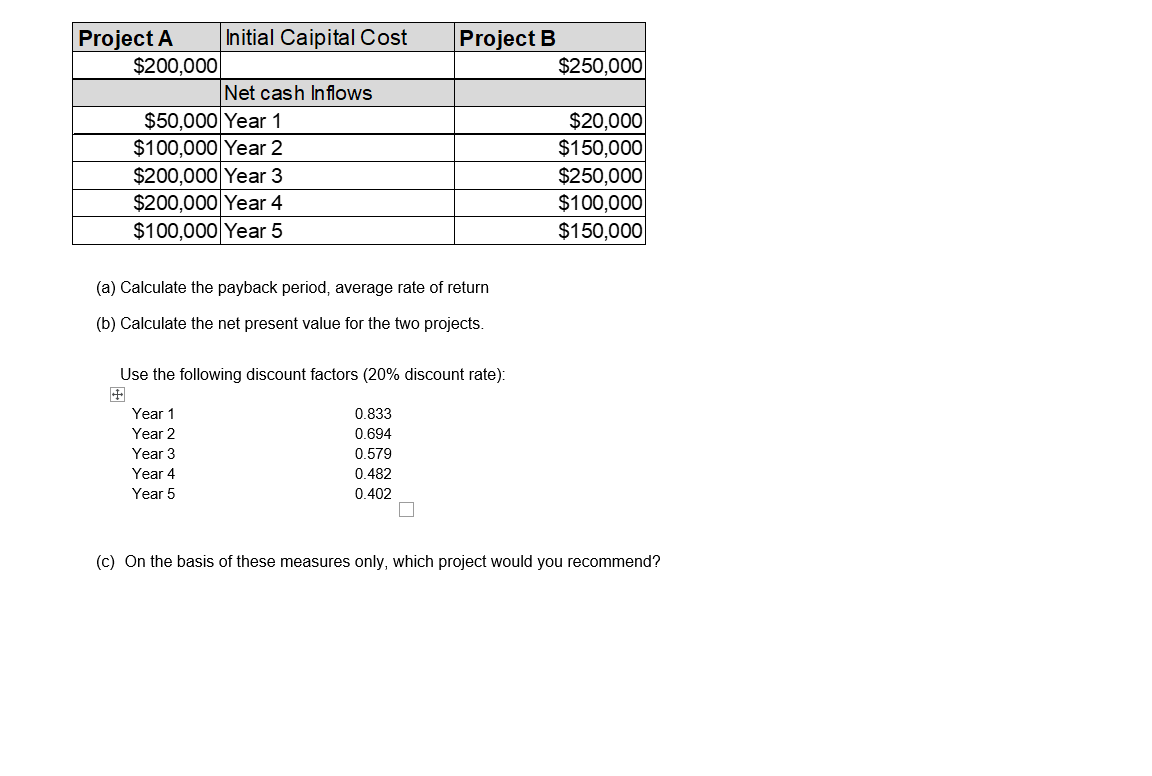 Project A Initial Caipital Cost Project B
$200,000 $250,000
Net cash Inflows
$50,000 Year 1 $20,000
$100,000 Year 2 $150,000
$200,000 Year 3 $250,000
$200,000 Year 4 $100,000
$100,000 Year 5 $150,000
(a) Calculate the payback period, average rate of return
(b) Calculate the net present value for the two projects.
Use the following discount factors (20% discount rate):
Year 1 0.833
Year 2 0.694
Year 3 0.579
Year 4 0.482
Year 5 0.402
(c) On the basis of these measures only, which project would you recommend?